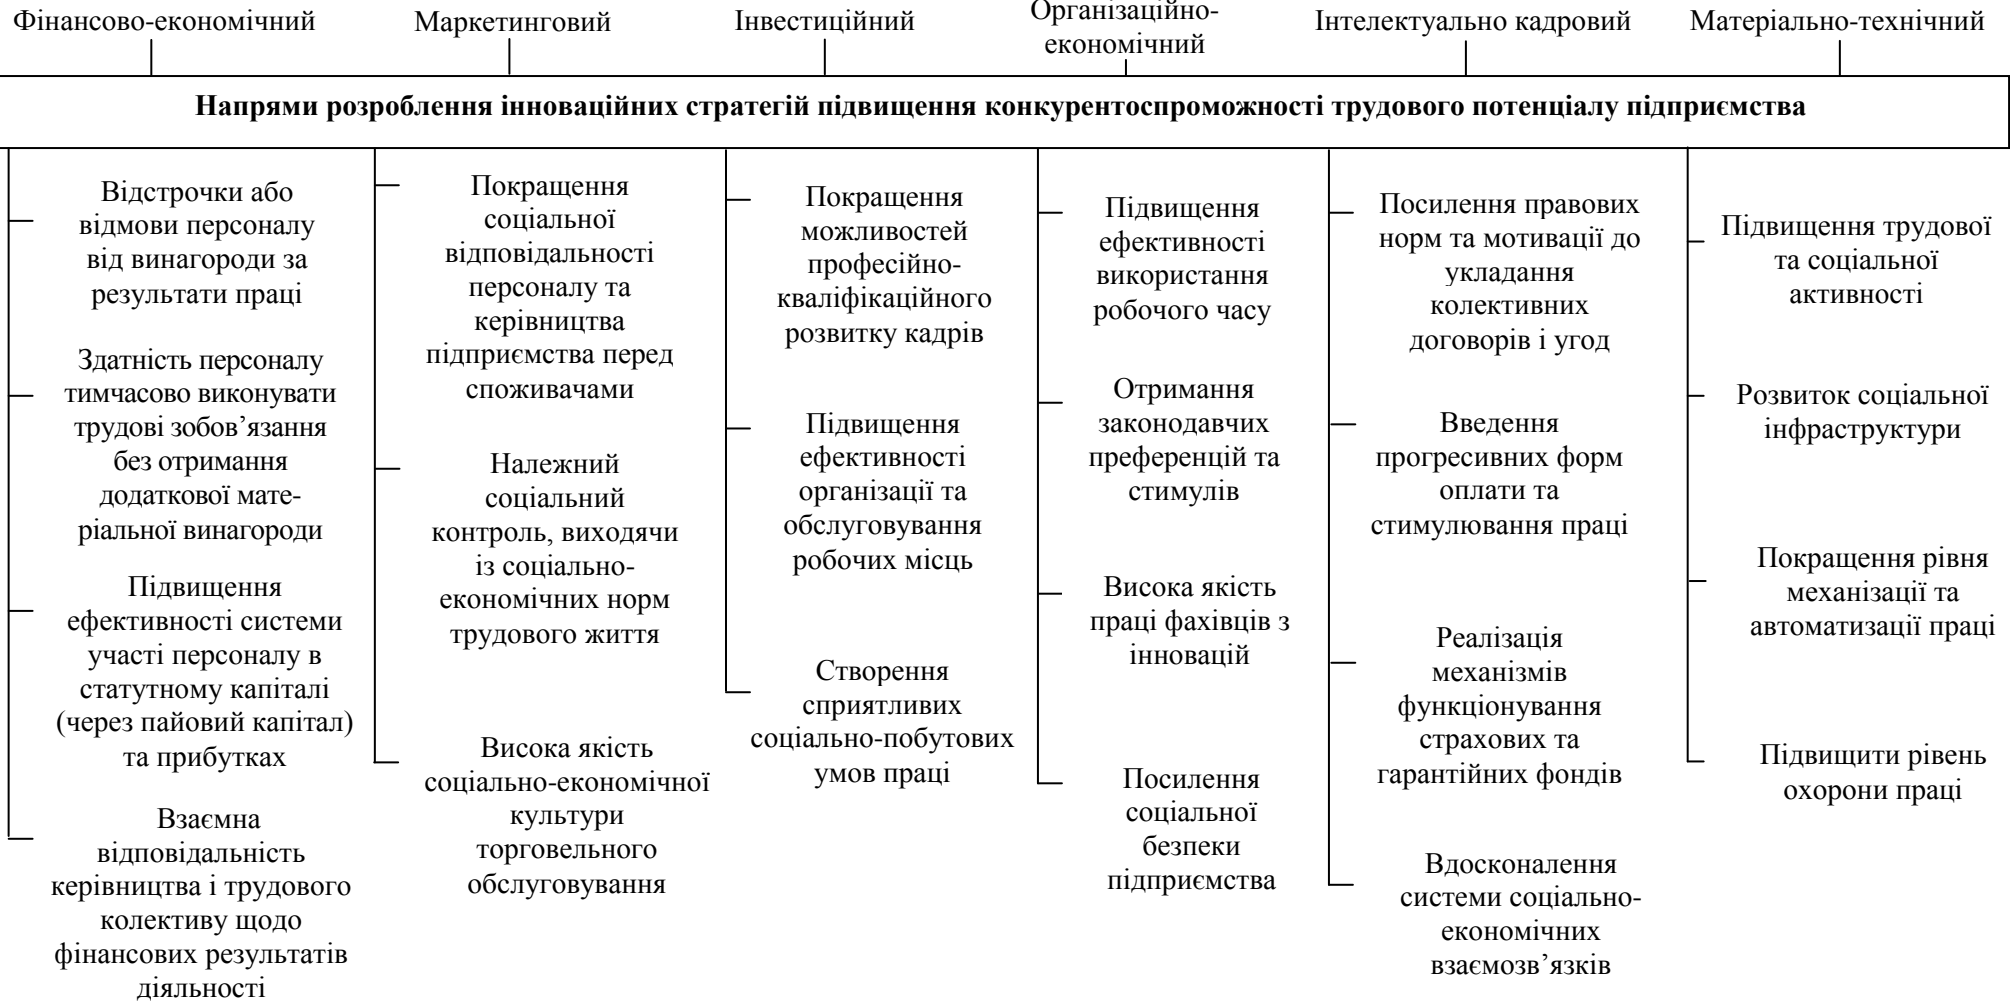 Фінансово-економічний
Маркетинговий
Інвестиційний
Організаційно-
економічний
Інтелектуально кадровий
Матеріально-технічний
Напрями розроблення інноваційних стратегій підвищення конкурентоспроможності трудового потенціалу підприємства
Відстрочки або
відмови персоналу
від винагороди за
результати праці
Здатність персоналу
тимчасово виконувати
трудові зобов’язання
без отримання
додаткової мате-
ріальної винагороди
Підвищення
ефективності системи
участі персоналу в
статутному капіталі
(через пайовий капітал)
та прибутках
Взаємна
відповідальність
керівництва і трудового
колективу щодо
фінансових результатів
діяльності
Покращення
соціальної
відповідальності
персоналу та
керівництва
підприємства перед
споживачами
Належний
соціальний
контроль, виходячи
із соціально-
економічних норм
трудового життя
Висока якість
соціально-економічної
культури
торговельного
обслуговування
Покращення
можливостей
професійно-
кваліфікаційного
розвитку кадрів
Підвищення
ефективності
організації та
обслуговування
робочих місць
Створення
сприятливих
соціально-побутових
умов праці
Підвищення
ефективності
використання
робочого часу
Отримання
законодавчих
преференцій та
стимулів
Висока якість
праці фахівців з
інновацій
Посилення
соціальної
безпеки
підприємства
Посилення правових
норм та мотивації до
укладання
колективних
договорів і угод
Введення
прогресивних форм
оплати та
стимулювання праці
Реалізація
механізмів
функціонування
страхових та
гарантійних фондів
Вдосконалення
системи соціально-
економічних
взаємозв’язків
Підвищення трудової
та соціальної
активності
Розвиток соціальної
інфраструктури
Покращення рівня
механізації та
автоматизації праці
Підвищити рівень
охорони праці